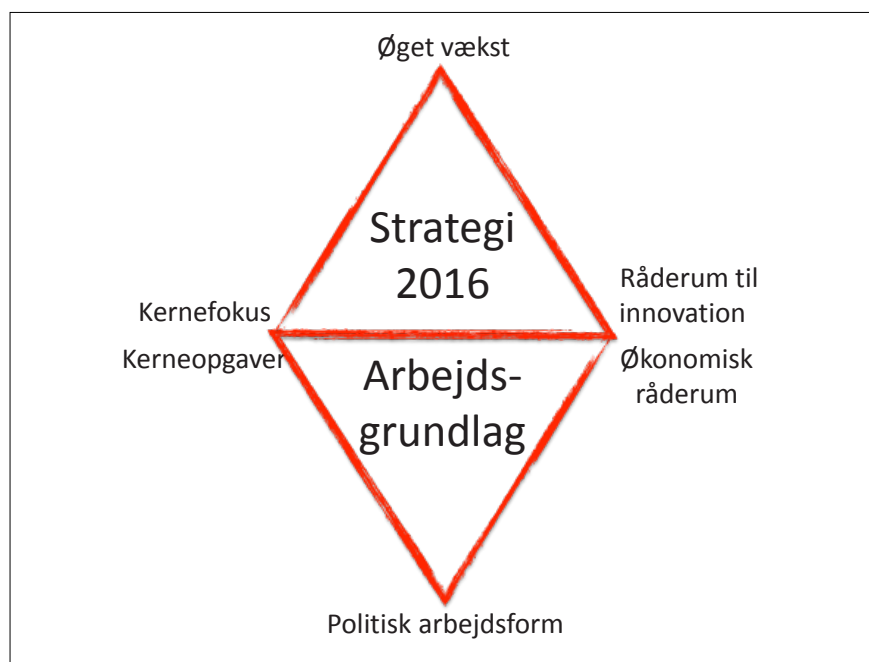 Øget vækst
Strategi
2016
Kernefokus
Råderum til
innovation
Kerneopgaver
Økonomisk
råderum
Arbejds-
grundlag
Politisk arbejdsform